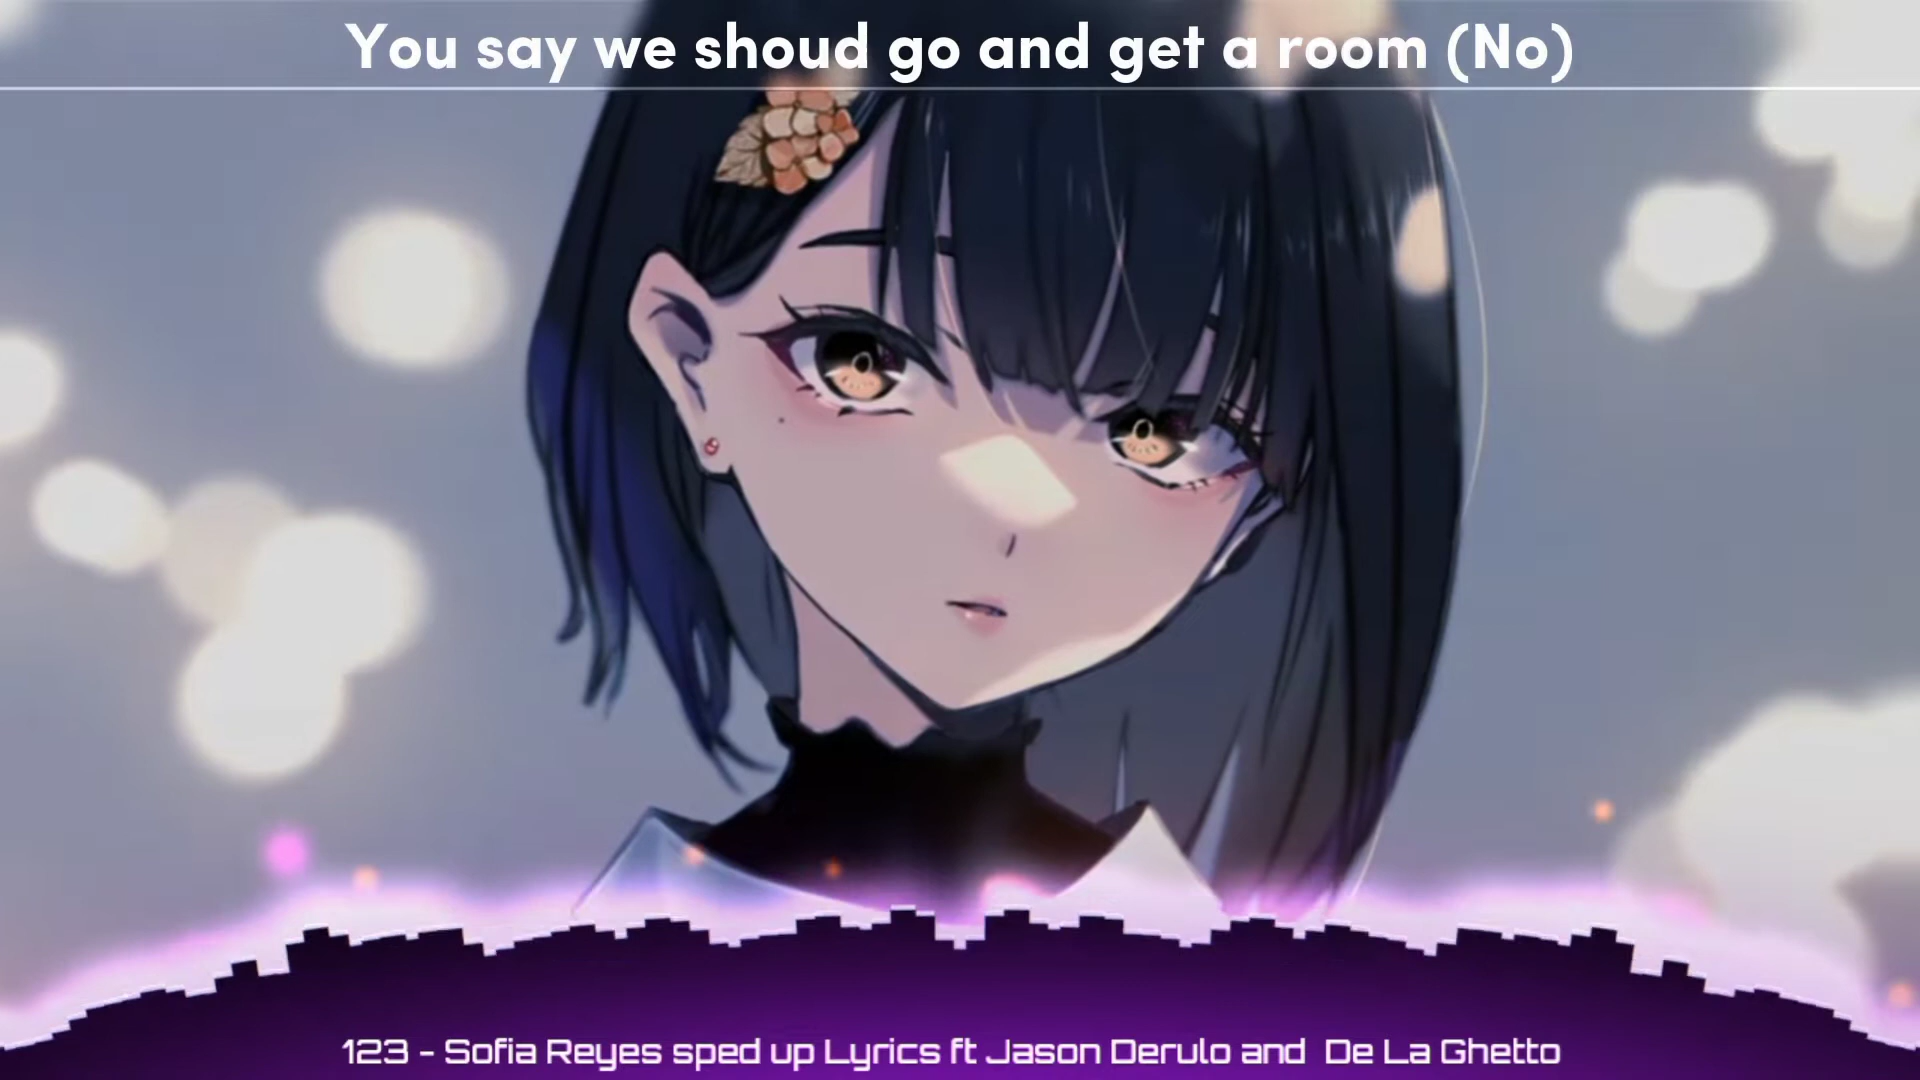 You say we shoud go and get a room (No)
123 - Sofia Reyes sped up Lyrics ft Jason Derulo and De La Ghetto